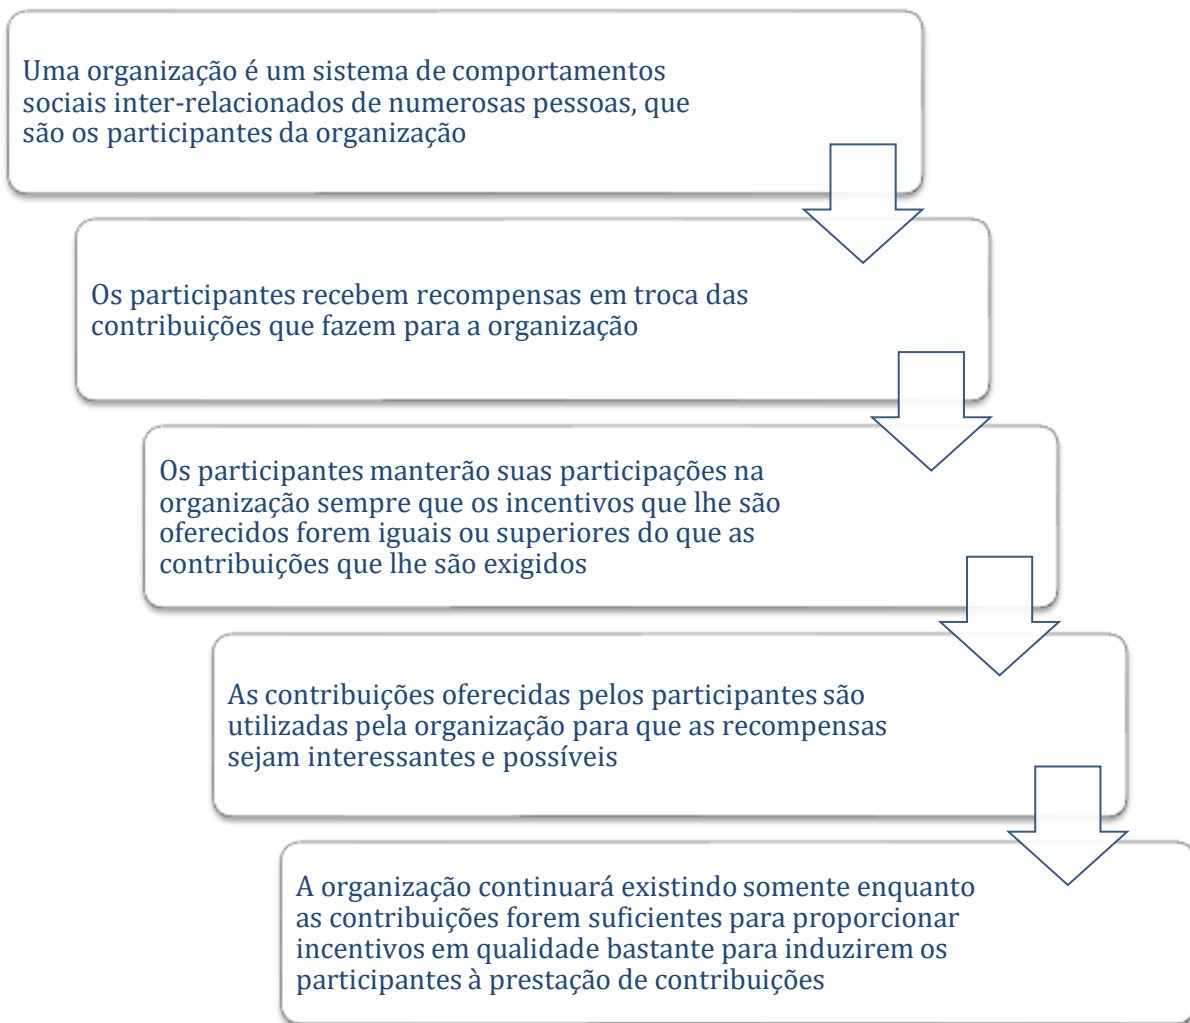 Uma organização é um sistema de comportamentos
sociais inter-relacionados de numerosas pessoas, que
são os participantes da organização
Os participantes recebem recompensas em troca das
contribuições que fazem para a organização
Os participantes manterão suas participações na
organização sempre que os incentivos que lhe são
oferecidos forem iguais ou superiores do que as
contribuições que lhe são exigidos
As contribuições oferecidas pelos participantes são
utilizadas pela organização para que as recompensas
sejam interessantes e possíveis
A organização continuará existindo somente enquanto
as contribuições forem suficientes para proporcionar
incentivos em qualidade bastante para induzirem os
participantes à prestação de contribuições